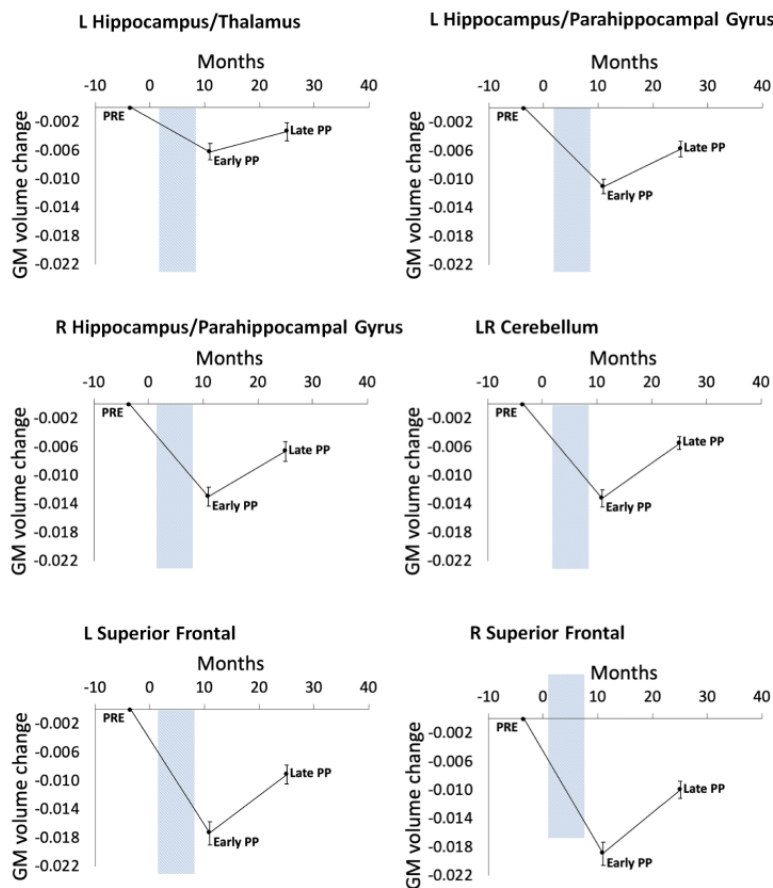 L Hippocampus/Thalamus
Months
-10 0 10 20 30 40
-0.002
-0.006
-0.010
-0.014
-0.018
-0.022
GM volume change
PRE
Early PP
Late PP
L Hippocampus/Parahippocampal Gyrus
Months
-10 0 10 20 30 40
-0.002
-0.006
-0.010
-0.014
-0.018
-0.022
GM volume change
PRE
Early PP
Late PP
R Hippocampus/Parahippocampal Gyrus
Months
-10 0 10 20 30 40
-0.002
-0.006
-0.010
-0.014
-0.018
-0.022
GM volume change
PRE
Early PP
Late PP
LR Cerebellum
Months
-10 0 10 20 30 40
-0.002
-0.006
-0.010
-0.014
-0.018
-0.022
GM volume change
PRE
Early PP
Late PP
L Superior Frontal
Months
-10 0 10 20 30 40
-0.002
-0.006
-0.010
-0.014
-0.018
-0.022
GM volume change
PRE
Early PP
Late PP
R Superior Frontal
Months
-10 0 10 20 30 40
-0.002
-0.006
-0.010
-0.014
-0.018
-0.022
GM volume change
PRE
Early PP
Late PP